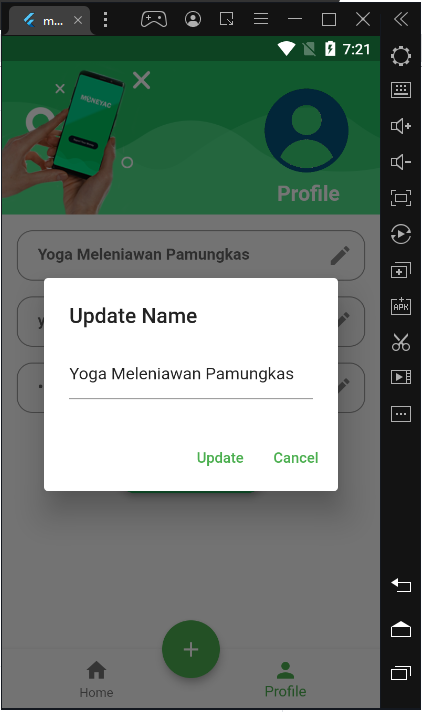 m...
7:21
MONEYAC
Profile
Yoga Meleniawan Pamungkas
Update Name
Yoga Meleniawan Pamungkas
Update
Cancel
Home
Profile
APK